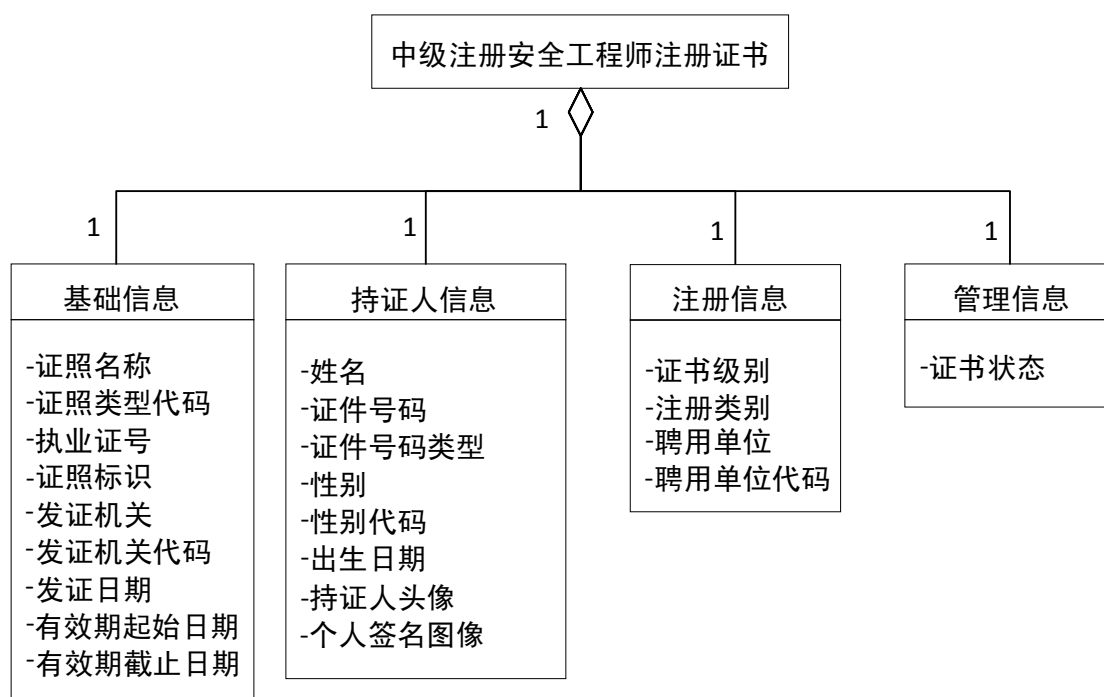 中级注册安全工程师注册证书
1
1
1
1
1
基础信息
-证照名称
-证照类型代码
-执业证号
-证照标识
-发证机关
-发证机关代码
-发证日期
-有效期起始日期
-有效期截止日期
持证人信息
-姓名
-证件号码
-证件号码类型
-性别
-性别代码
-出生日期
-持证人头像
-个人签名图像
注册信息
-证书级别
-注册类别
-聘用单位
-聘用单位代码
管理信息
-证书状态